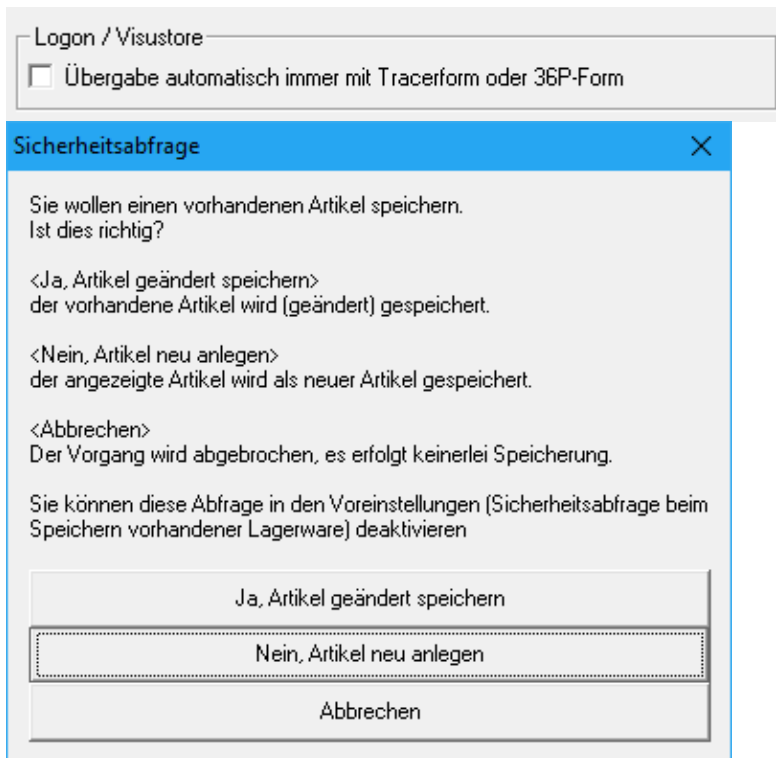 Logon / Visustore
Übergabe automatisch immer mit Tracerform oder 36P-Form
Sicherheitsabfrage
Sie wollen einen vorhandenen Artikel speichern.
Ist dies richtig?
<Ja, Artikel geändert speichern>
der vorhandene Artikel wird (geändert) gespeichert.
<Nein, Artikel neu anlegen>
der angezeigte Artikel wird als neuer Artikel gespeichert.
<Abbrechen>
Der Vorgang wird abgebrochen, es erfolgt keinerlei Speicherung.
Sie können diese Abfrage in den Voreinstellungen (Sicherheitsabfrage beim
Speichern vorhandener Lagerware) deaktivieren
Ja, Artikel geändert speichern
Nein, Artikel neu anlegen
Abbrechen